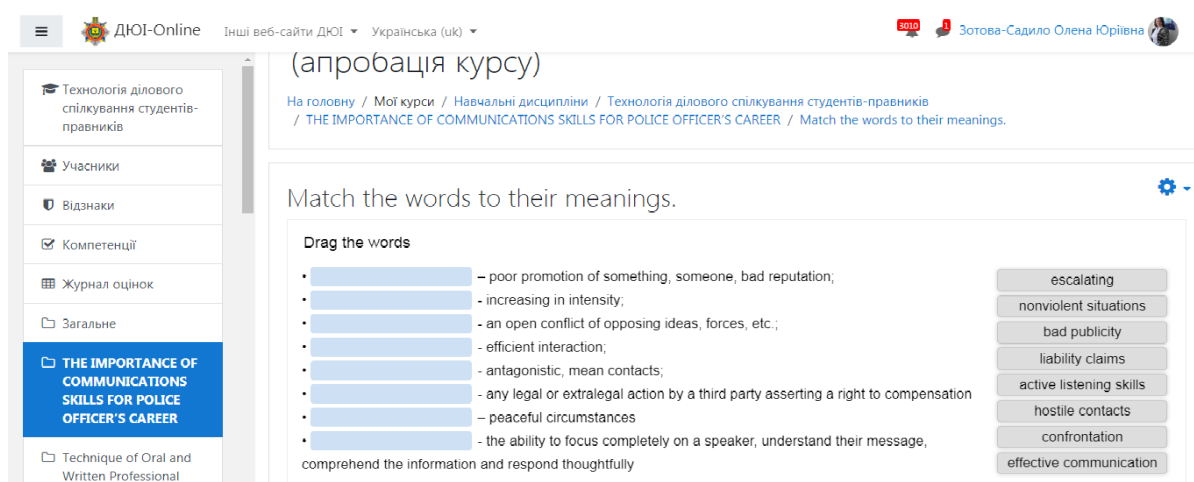 ДЮІ-Online
Інші веб-сайти ДЮІ
Українська (uk)
3010
1
Зотова-Садило Олена Юріївна
(апробація курсу)
На головну / Мої курси / Навчальні дисципліни / Технологія ділового спілкування студентів-правників
/ THE IMPORTANCE OF COMMUNICATIONS SKILLS FOR POLICE OFFICER'S CAREER / Match the words to their meanings.
Технологія ділового
спілкування студентів-
правників
Учасники
Відзнаки
Компетенції
Журнал оцінок
Загальне
THE IMPORTANCE OF
COMMUNICATIONS
SKILLS FOR POLICE
OFFICER'S CAREER
Technique of Oral and
Written Professional
Match the words to their meanings.
Drag the words
• – poor promotion of something, someone, bad reputation;
• - increasing in intensity;
• - an open conflict of opposing ideas, forces, etc.;
• - efficient interaction;
• - antagonistic, mean contacts;
• - any legal or extralegal action by a third party asserting a right to compensation
• – peaceful circumstances
• - the ability to focus completely on a speaker, understand their message,
comprehend the information and respond thoughtfully
escalating
nonviolent situations
bad publicity
liability claims
active listening skills
hostile contacts
confrontation
effective communication